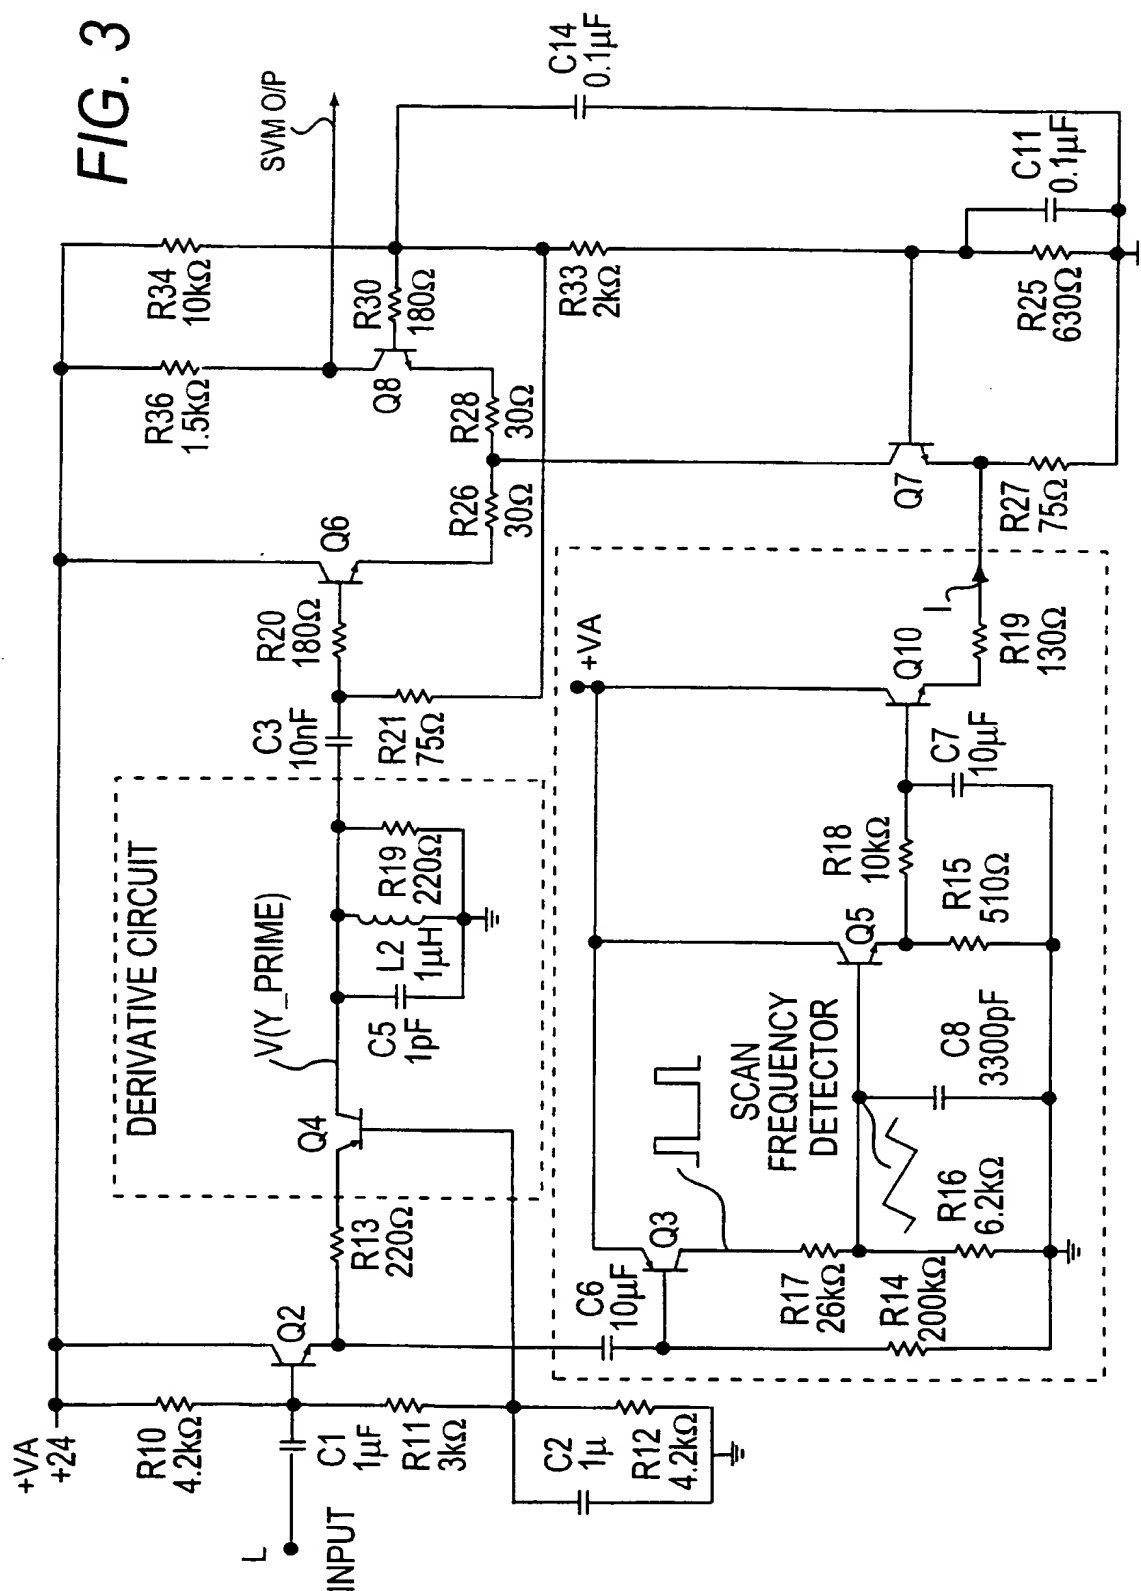 FIG. 3
+VA
+24
R10
4.2kΩ
L
INPUT
C1
1μF
R11
3kΩ
C2
1μ
R12
4.2kΩ
Q2
R13
220Ω
DERIVATIVE CIRCUIT
Q4
V(Y_PRIME)
C5
1pF
L2
1μH
R19
220Ω
C3
10nF
R21
75Ω
R20
180Ω
Q6
R26
30Ω
R28
30Ω
R36
1.5kΩ
R34
10kΩ
Q8
R30
180Ω
SVM O/P
C14
0.1μF
R33
2kΩ
C11
0.1μF
R25
630Ω
Q7
R27
75Ω
C6
10μF
Q3
R17
26kΩ
R14
200kΩ
R16
6.2kΩ
SCAN
FREQUENCY
DETECTOR
C8
3300pF
Q5
R15
510Ω
R18
10kΩ
C7
10μF
+VA
Q10
I
R19
130Ω